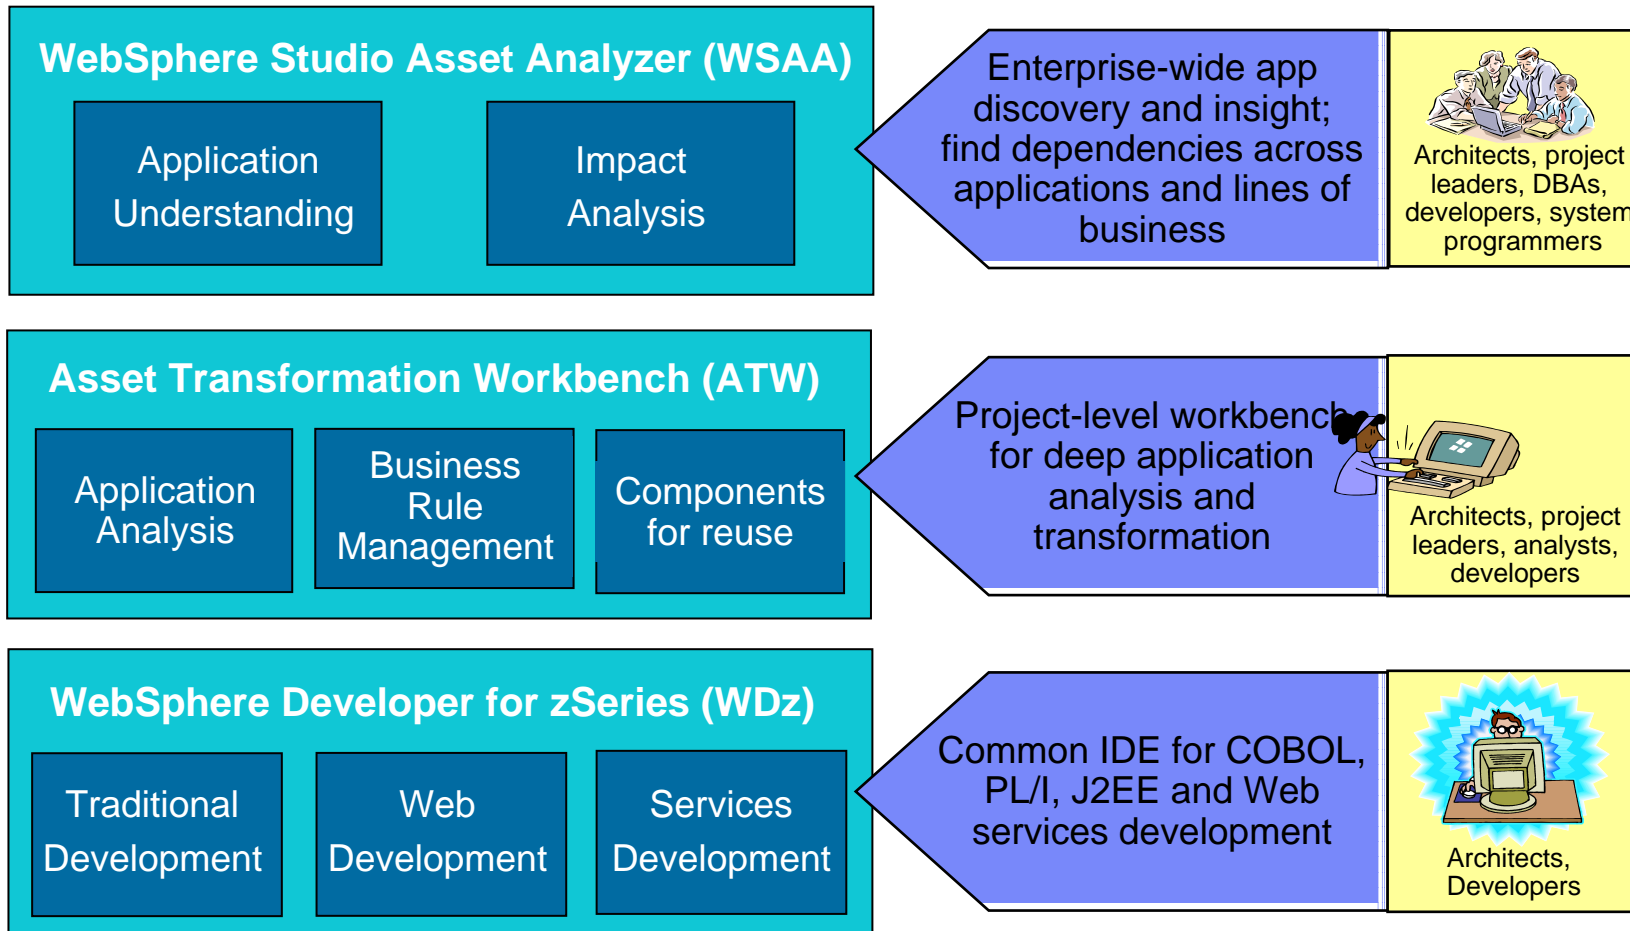 WebSphere Studio Asset Analyzer (WSAA)
Application
Understanding
Impact
Analysis
Enterprise-wide app
discovery and insight;
find dependencies across
applications and lines of
business
Architects, project
leaders, DBAs,
developers, system
programmers
Asset Transformation Workbench (ATW)
Application
Analysis
Business
Rule
Management
Components
for reuse
Project-level workbench
for deep application
analysis and
transformation
Architects, project
leaders, analysts,
developers
WebSphere Developer for zSeries (WDz)
Traditional
Development
Web
Development
Services
Development
Common IDE for COBOL,
PL/I, J2EE and Web
services development
Architects,
Developers